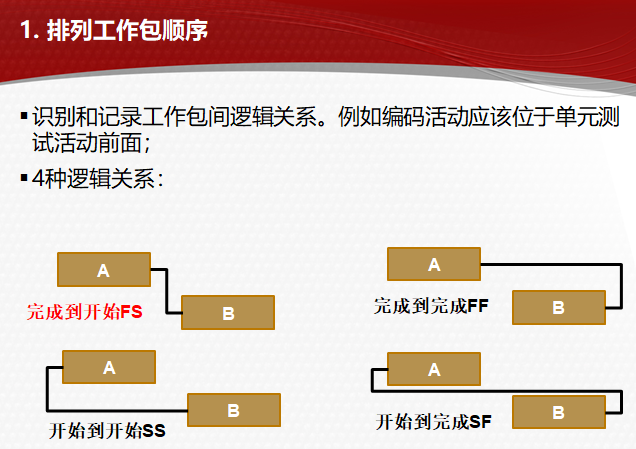 1. 排列工作包顺序
▪识别和记录工作包间逻辑关系。例如编码活动应该位于单元测
试活动前面；
▪4种逻辑关系：
A
B
完成到开始FS
A
B
完成到完成FF
A
B
开始到开始SS
A
B
开始到完成SF